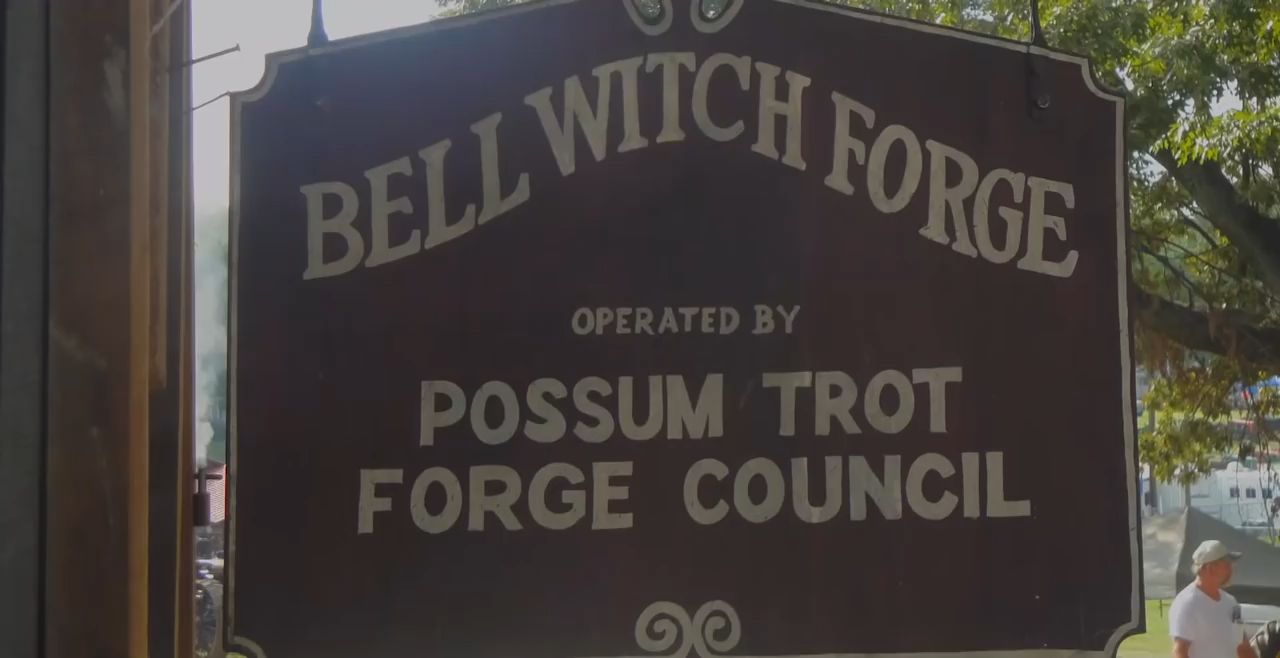 BELL WITCH FORGE
OPERATED BY
POSSUM TROT
FORGE COUNCIL